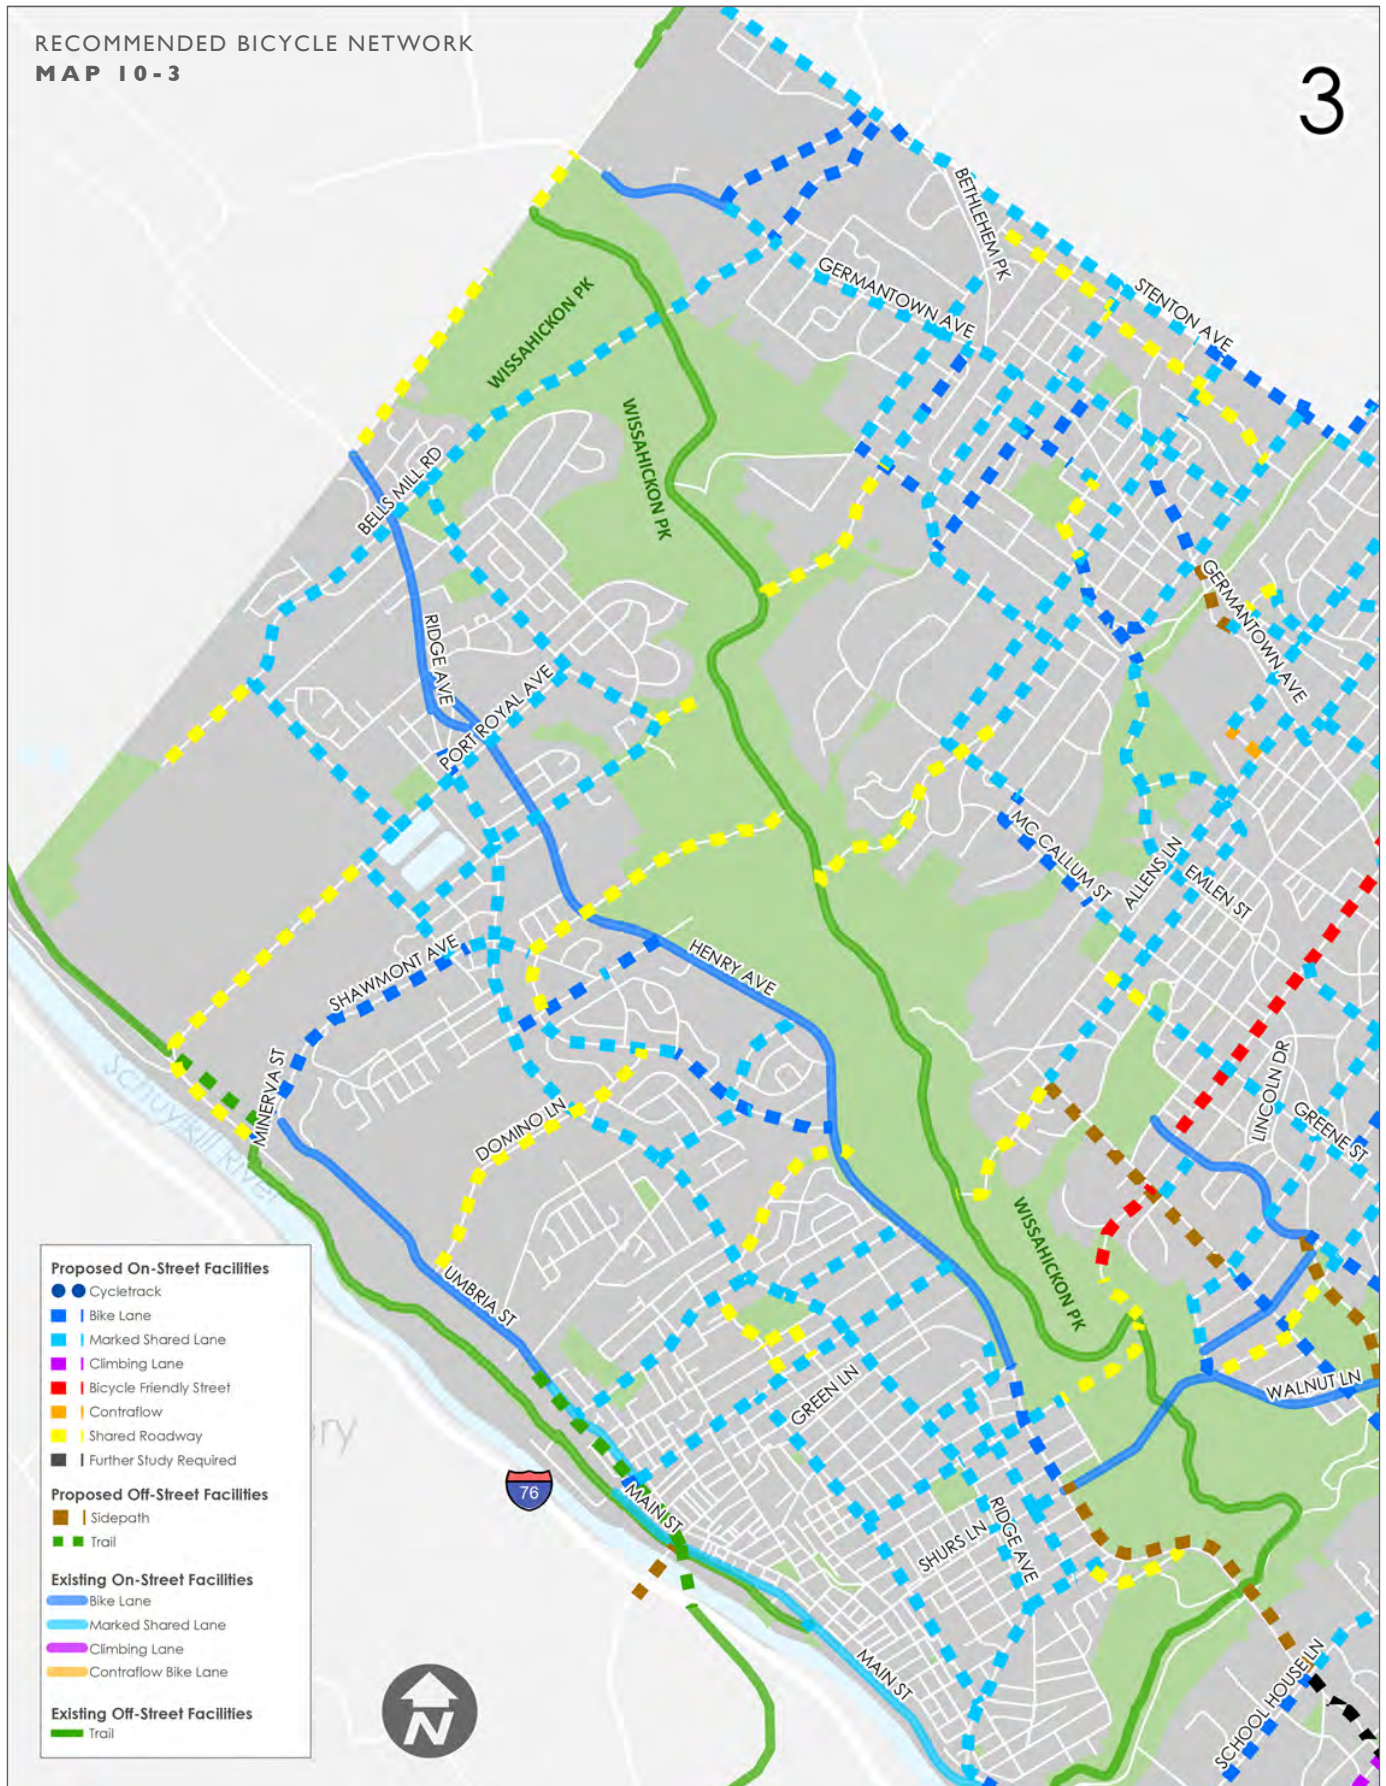 RECOMMENDED BICYCLE NETWORK
MAP 10-3
3
BETHLEHEM PK
GERMANTOWN AVE
STENTON AVE
WISSAHICKON PK
WISSAHICKON PK
BELLS MILL RD
RIDGE AVE
PORT ROYAL AVE
GERMANTOWN AVE
MC CALLUM ST
ALLENS LN
EMLEN ST
SHAWMONT AVE
HENRY AVE
MINERVA ST
Schuylkill River
DOMINO LN
LINCOLN DR
GREENE ST
WISSAHICKON PK
UMBRIA ST
GREEN LN
WALNUT LN
ory
76
MAIN ST
SHURS LN
RIDGE AVE
MAIN ST
SCHOOL HOUSE LN
Proposed On-Street Facilities
Cycletrack
Bike Lane
Marked Shared Lane
Climbing Lane
Bicycle Friendly Street
Contraflow
Shared Roadway
Further Study Required
Proposed Off-Street Facilities
Sidepath
Trail
Existing On-Street Facilities
Bike Lane
Marked Shared Lane
Climbing Lane
Contraflow Bike Lane
Existing Off-Street Facilities
Trail
N